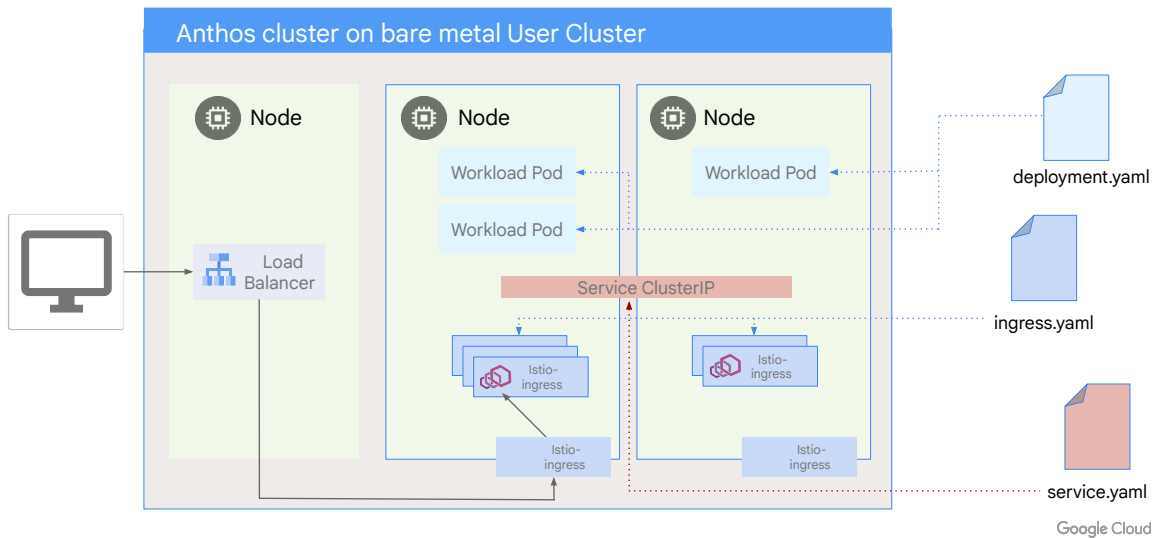 Anthos cluster on bare metal User Cluster
Node
Node
Node
Workload Pod
Workload Pod
deployment.yaml
Workload Pod
Load
Balancer
Service ClusterIP
ingress.yaml
Istio-
ingress
Istio-
ingress
Istio-
ingress
Istio-
ingress
service.yaml
Google Cloud